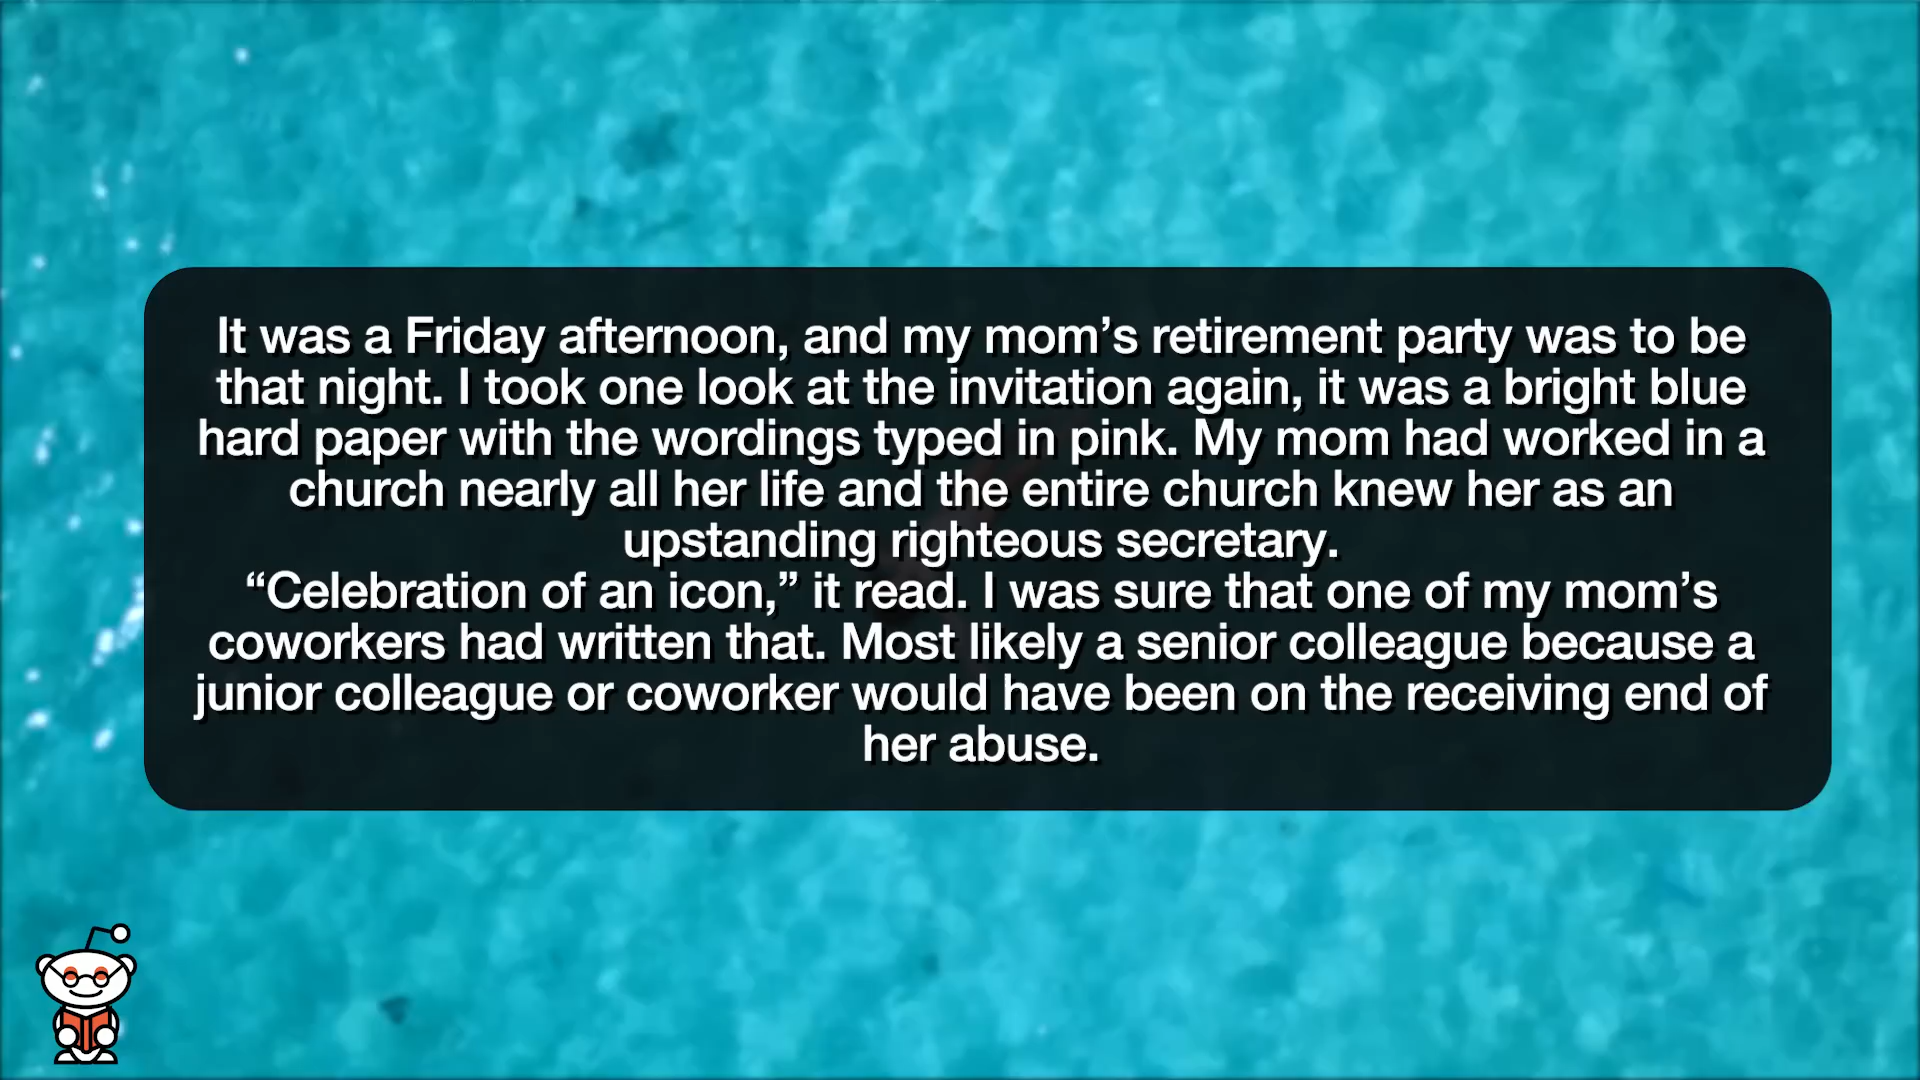 It was a Friday afternoon, and my mom’s retirement party was to be
that night. I took one look at the invitation again, it was a bright blue
hard paper with the wordings typed in pink. My mom had worked in a
church nearly all her life and the entire church knew her as an
upstanding righteous secretary.
“Celebration of an icon,” it read. I was sure that one of my mom’s
coworkers had written that. Most likely a senior colleague because a
junior colleague or coworker would have been on the receiving end of
her abuse.